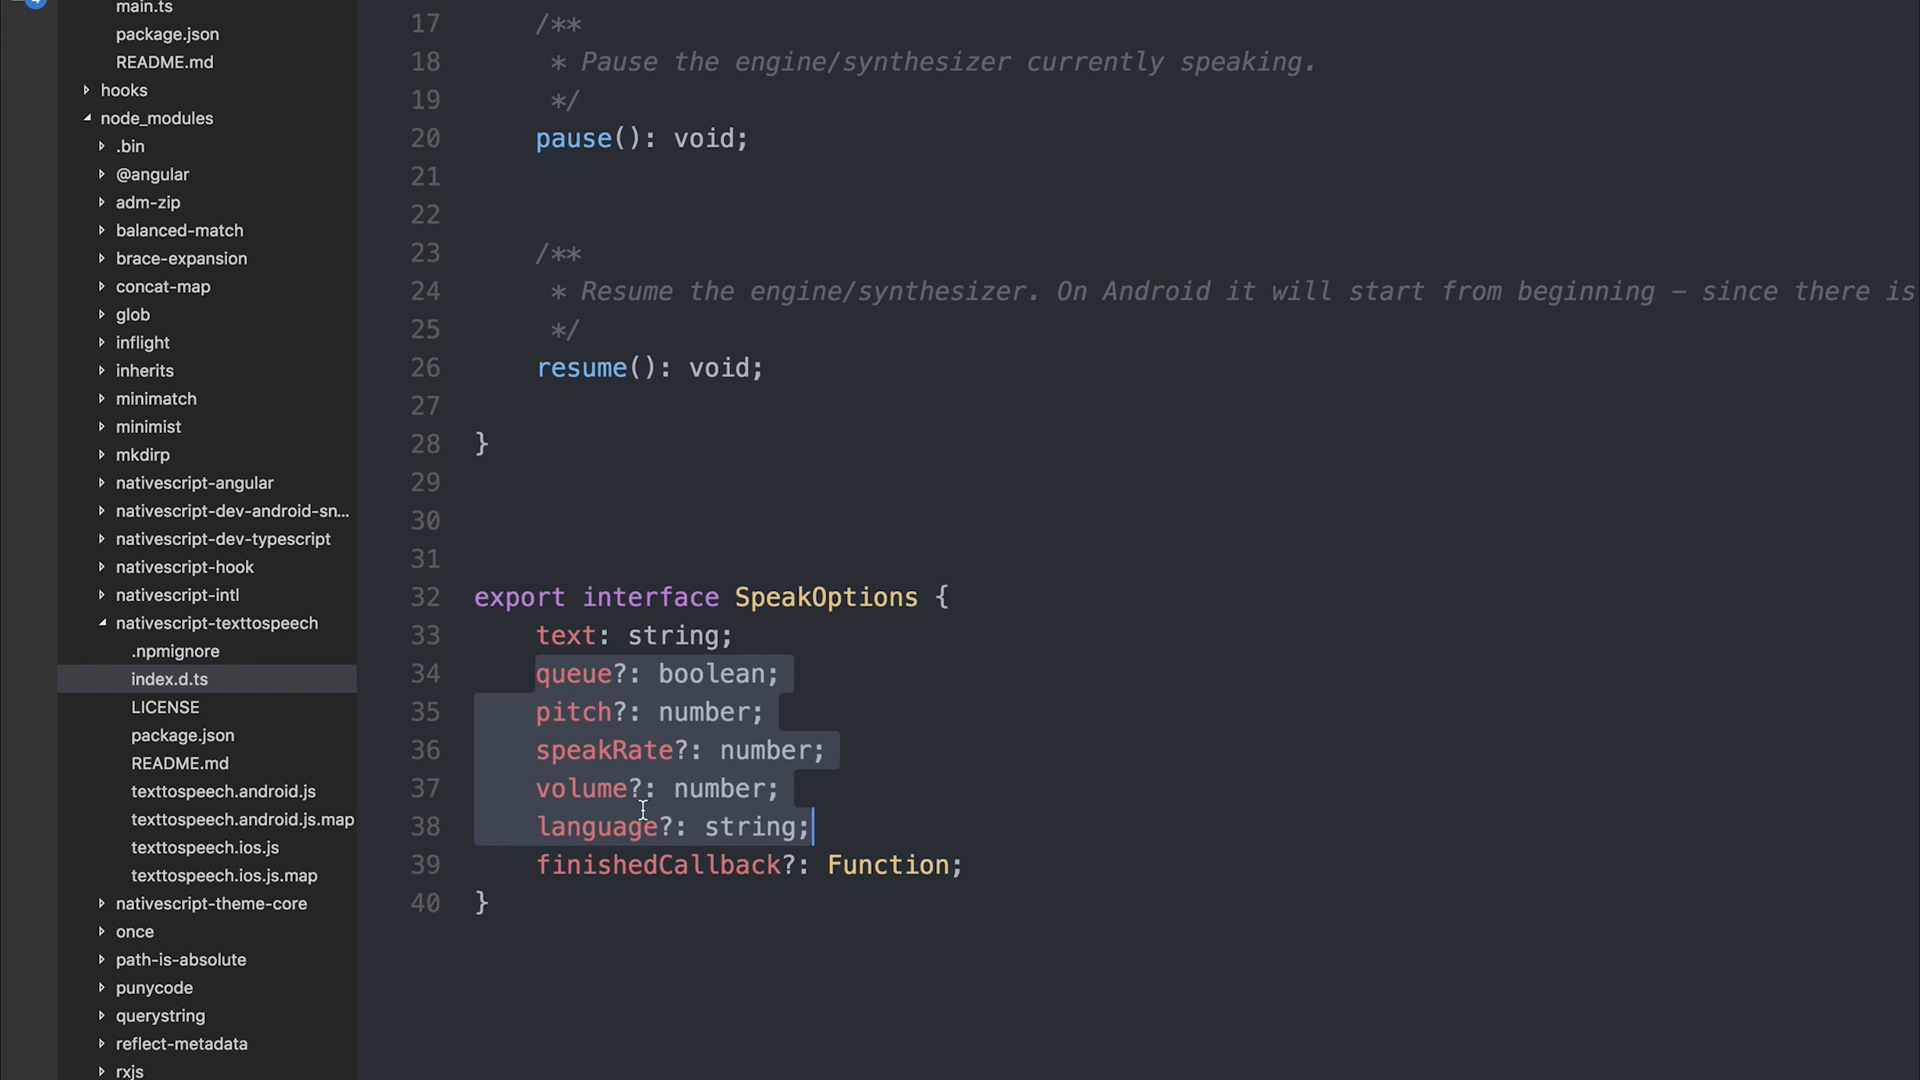 4
main.ts
package.json
README.md
hooks
node_modules
.bin
@angular
adm-zip
balanced-match
brace-expansion
concat-map
glob
inflight
inherits
minimatch
minimist
mkdirp
nativescript-angular
nativescript-dev-android-sn...
nativescript-dev-typescript
nativescript-hook
nativescript-intl
nativescript-texttospeech
.npmignore
index.d.ts
LICENSE
package.json
README.md
texttospeech.android.js
texttospeech.android.js.map
texttospeech.ios.js
texttospeech.ios.js.map
nativescript-theme-core
once
path-is-absolute
punycode
querystring
reflect-metadata
rxjs
17 /**
18 * Pause the engine/synthesizer currently speaking.
19 */
20 pause(): void;
21
22
23 /**
24 * Resume the engine/synthesizer. On Android it will start from beginning – since there is
25 */
26 resume(): void;
27
28 }
29
30
31
32 export interface SpeakOptions {
33 text: string;
34 queue?: boolean;
35 pitch?: number;
36 speakRate?: number;
37 volume?: number;
38 language?: string;
39 finishedCallback?: Function;
40 }